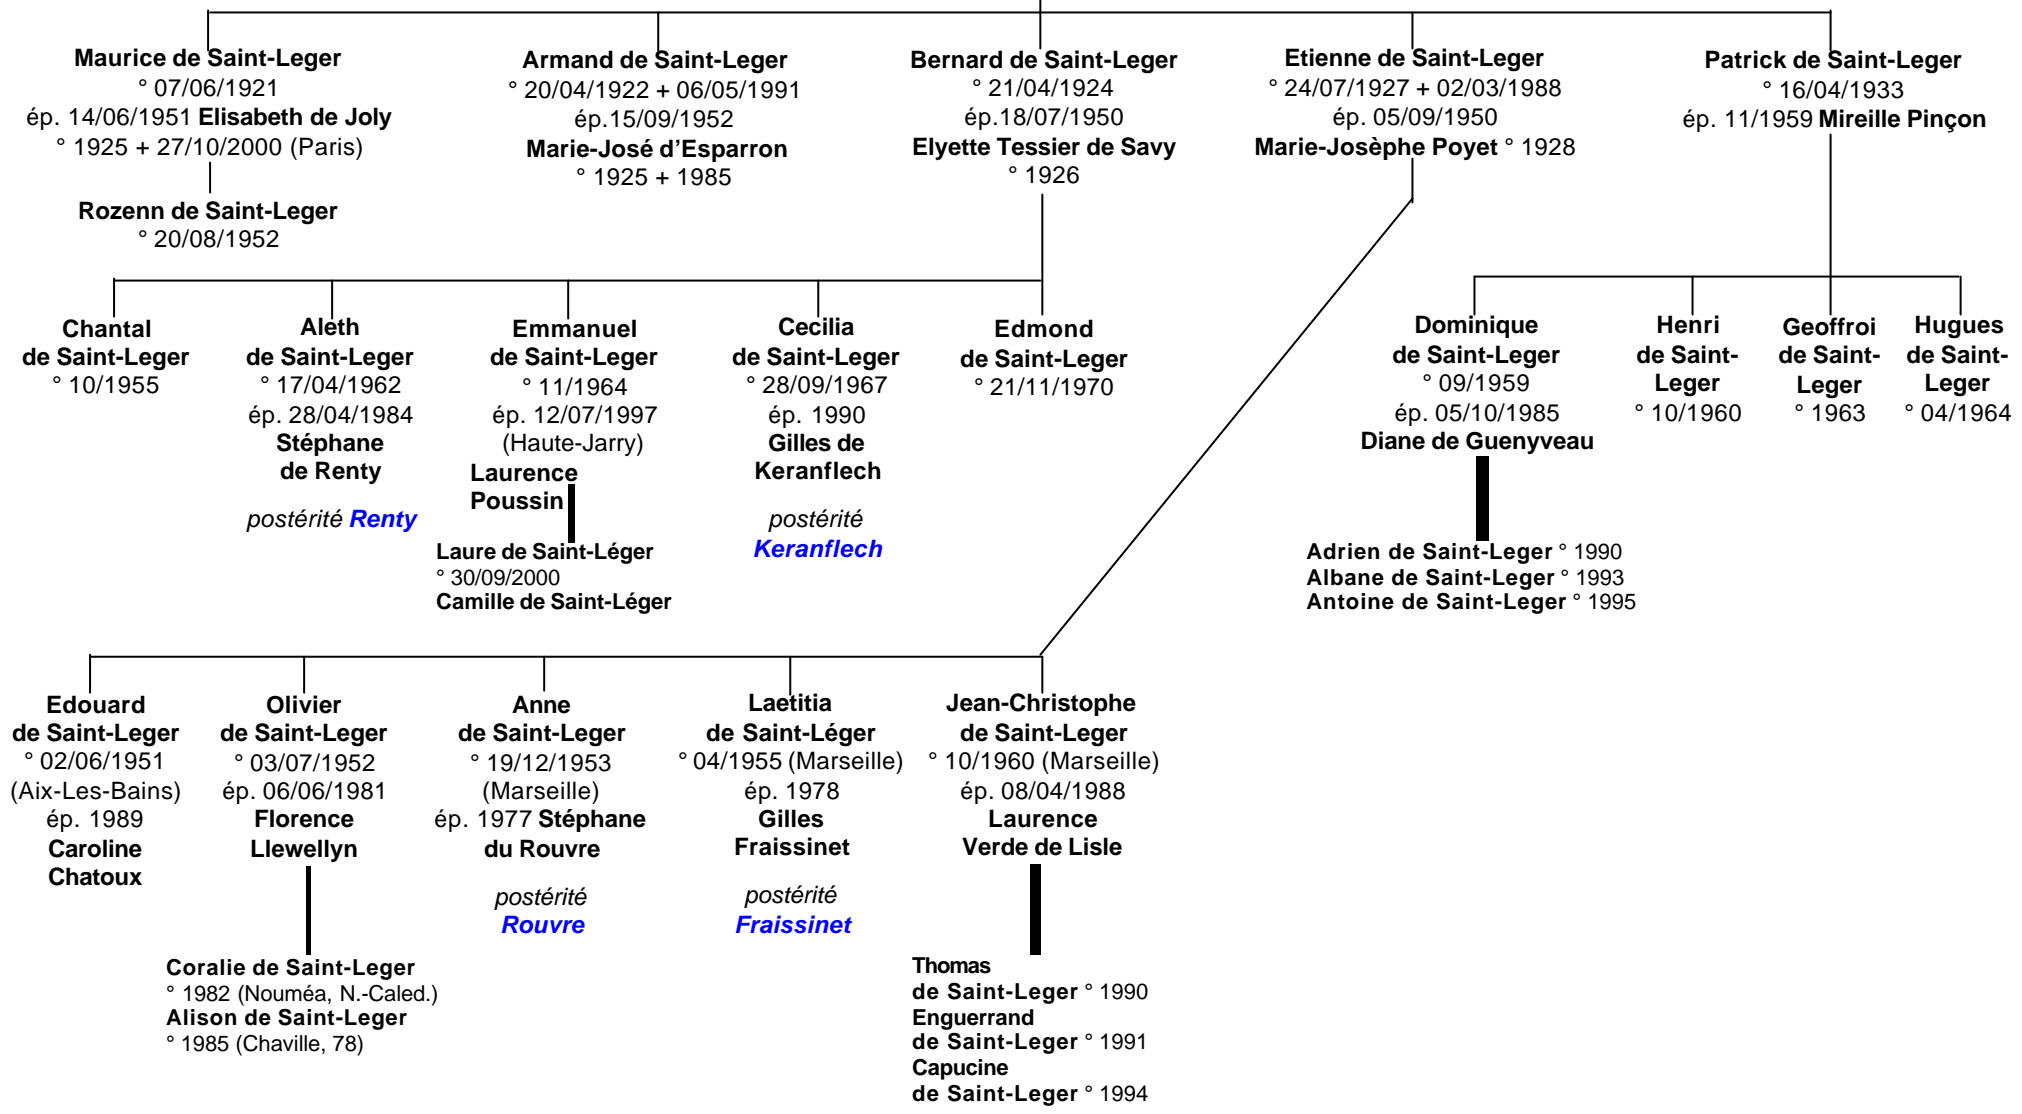 Maurice de Saint-Leger
° 07/06/1921
ép. 14/06/1951 Elisabeth de Joly
° 1925 + 27/10/2000 (Paris)
Rozenn de Saint-Leger
° 20/08/1952
Armand de Saint-Leger
° 20/04/1922 + 06/05/1991
ép.15/09/1952
Marie-José d'Esparron
° 1925 + 1985
Bernard de Saint-Leger
° 21/04/1924
ép.18/07/1950
Elyette Tessier de Savy
° 1926
Etienne de Saint-Leger
° 24/07/1927 + 02/03/1988
ép. 05/09/1950
Marie-Josèphe Poyet ° 1928
Patrick de Saint-Leger
° 16/04/1933
ép. 11/1959 Mireille Pinçon
Chantal
de Saint-Leger
° 10/1955
Aleth
de Saint-Leger
° 17/04/1962
ép. 28/04/1984
Stéphane
de Renty
postérité Renty
Emmanuel
de Saint-Leger
° 11/1964
ép. 12/07/1997
(Haute-Jarry)
Laurence
Poussin
Laure de Saint-Léger
° 30/09/2000
Camille de Saint-Léger
Cecilia
de Saint-Leger
° 28/09/1967
ép. 1990
Gilles de
Keranflech
postérité
Keranflech
Edmond
de Saint-Leger
° 21/11/1970
Dominique
de Saint-Leger
° 09/1959
ép. 05/10/1985
Diane de Guenyveau
Adrien de Saint-Leger ° 1990
Albane de Saint-Leger ° 1993
Antoine de Saint-Leger ° 1995
Henri
de Saint-
Leger
° 10/1960
Geoffroi
de Saint-
Leger
° 1963
Hugues
de Saint-
Leger
° 04/1964
Edouard
de Saint-Leger
° 02/06/1951
(Aix-Les-Bains)
ép. 1989
Caroline
Chatoux
Olivier
de Saint-Leger
° 03/07/1952
ép. 06/06/1981
Florence
Llewellyn
Coralie de Saint-Leger
° 1982 (Nouméa, N.-Caled.)
Alison de Saint-Leger
° 1985 (Chaville, 78)
Anne
de Saint-Leger
° 19/12/1953
(Marseille)
ép. 1977 Stéphane
du Rouvre
postérité
Rouvre
Laetitia
de Saint-Léger
° 04/1955 (Marseille)
ép. 1978
Gilles
Fraissinet
postérité
Fraissinet
Jean-Christophe
de Saint-Leger
° 10/1960 (Marseille)
ép. 08/04/1988
Laurence
Verde de Lisle
Thomas
de Saint-Leger ° 1990
Enguerrand
de Saint-Leger ° 1991
Capucine
de Saint-Leger ° 1994